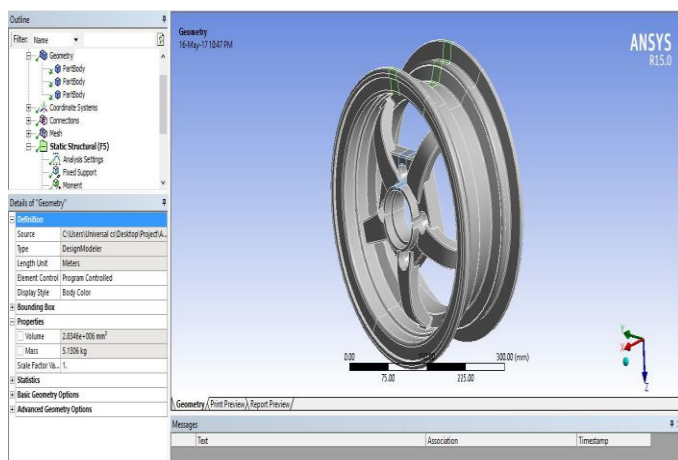 Outline
Filter: Name
Geometry
PartBody
PartBody
PartBody
Coordinate Systems
Connections
Mesh
Static Structural (F5)
Analysis Settings
Fixed Support
Moment
Details of "Geometry"
Definition
Source C:\Users\Universal cs\Desktop\Project\A...
Type DesignModeler
Length Unit Meters
Element Control Program Controlled
Display Style Body Color
Bounding Box
Properties
Volume 2.8346e+006 mm³
Mass 5.1306 kg
Scale Factor Va... 1.
Statistics
Basic Geometry Options
Advanced Geometry Options
Geometry
16-May-17 10:47 PM
ANSYS
R15.0
0.00 150.00 300.00 (mm)
75.00 225.00
Y
X
Z
Geometry Print Preview Report Preview
Messages
Text Association Timestamp